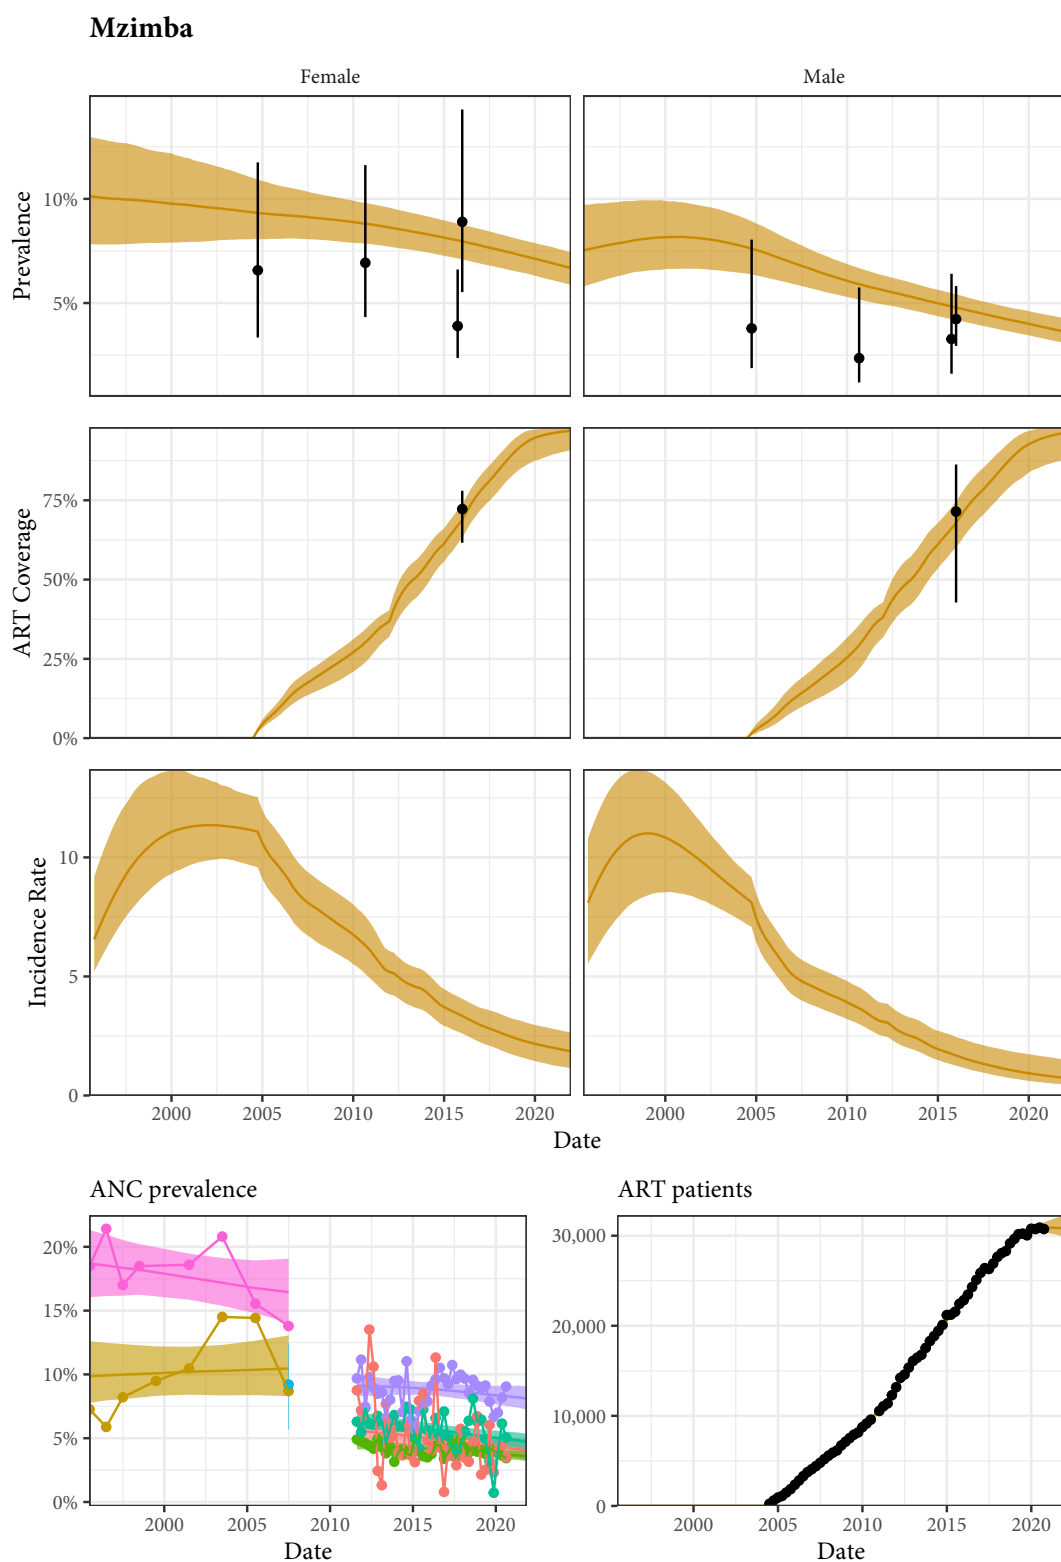 Mzimba
Female Male
Prevalence
10%
5%
ART Coverage
75%
50%
25%
0%
Incidence Rate
10
5
0
2000 2005 2010 2015 2020 2000 2005 2010 2015 2020
Date
ANC prevalence ART patients
20%
15%
10%
5%
0%
30,000
20,000
10,000
0
2000 2005 2010 2015 2020 2000 2005 2010 2015 2020
Date Date